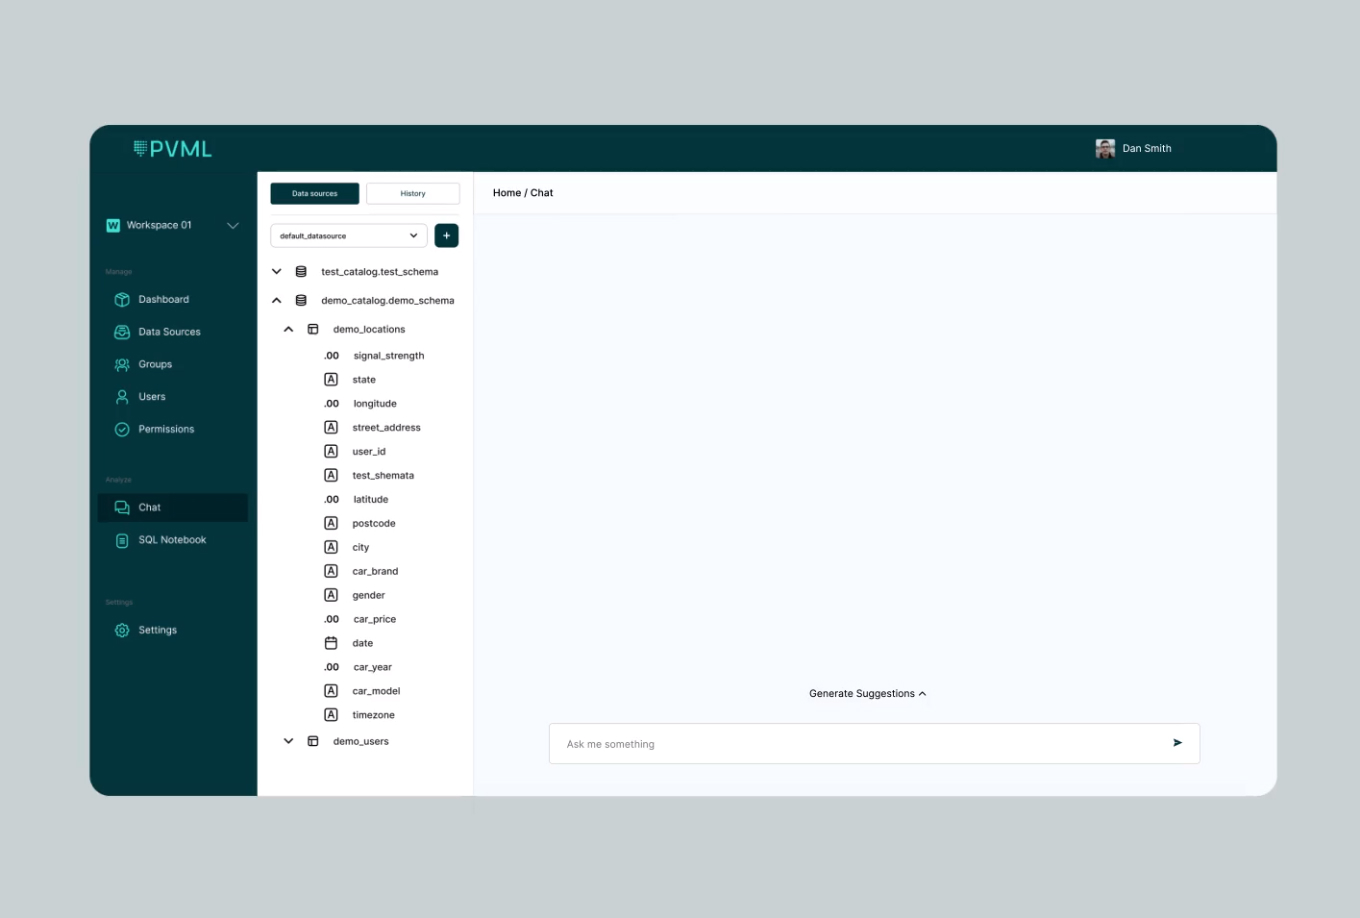 PVML
Dan Smith
W Workspace 01
Manage
Dashboard
Data Sources
Groups
Users
Permissions
Analyze
Chat
SQL Notebook
Settings
Settings
Data sources
History
default_datasource
+
test_catalog.test_schema
demo_catalog.demo_schema
demo_locations
.00 signal_strength
A state
.00 longitude
A street_address
A user_id
A test_shemata
.00 latitude
A postcode
A city
A car_brand
A gender
.00 car_price
date
.00 car_year
A car_model
A timezone
demo_users
Home / Chat
Generate Suggestions
Ask me something